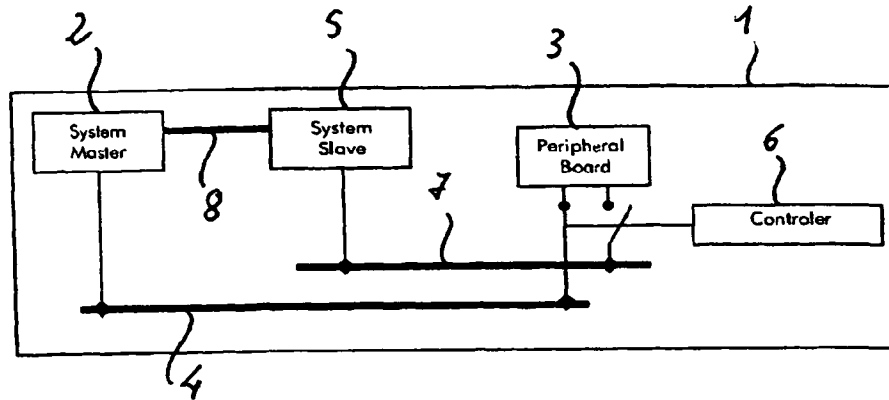 2
5
3
1
System
Master
System
Slave
Peripheral
Board
6
8
7
Controler
4